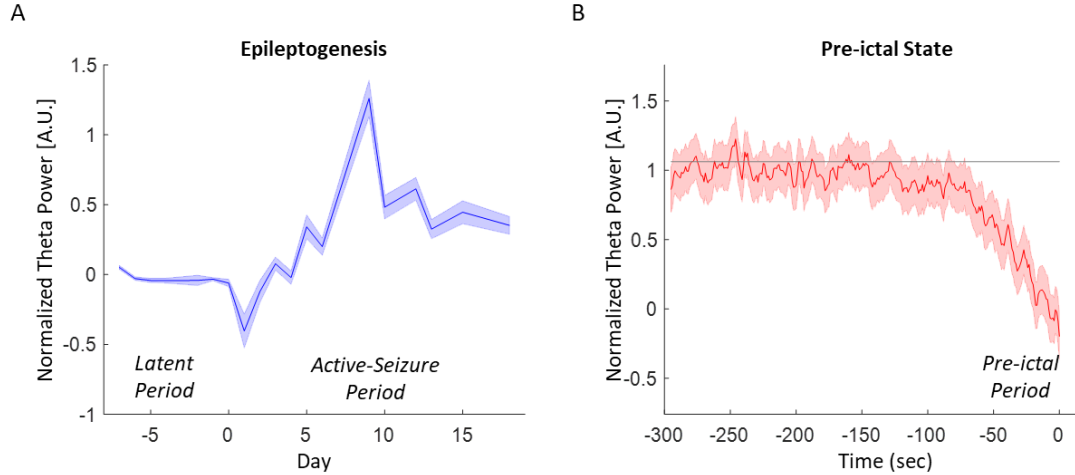 A
Epileptogenesis
Normalized Theta Power [A.U.]
1.5
1
0.5
0
-0.5
-1
Latent
Period
Active-Seizure
Period
-5
0
5
10
15
Day
B
Pre-ictal State
Normalized Theta Power [A.U.]
1.5
1
0.5
0
-0.5
Pre-ictal
Period
-300
-250
-200
-150
-100
-50
0
Time (sec)